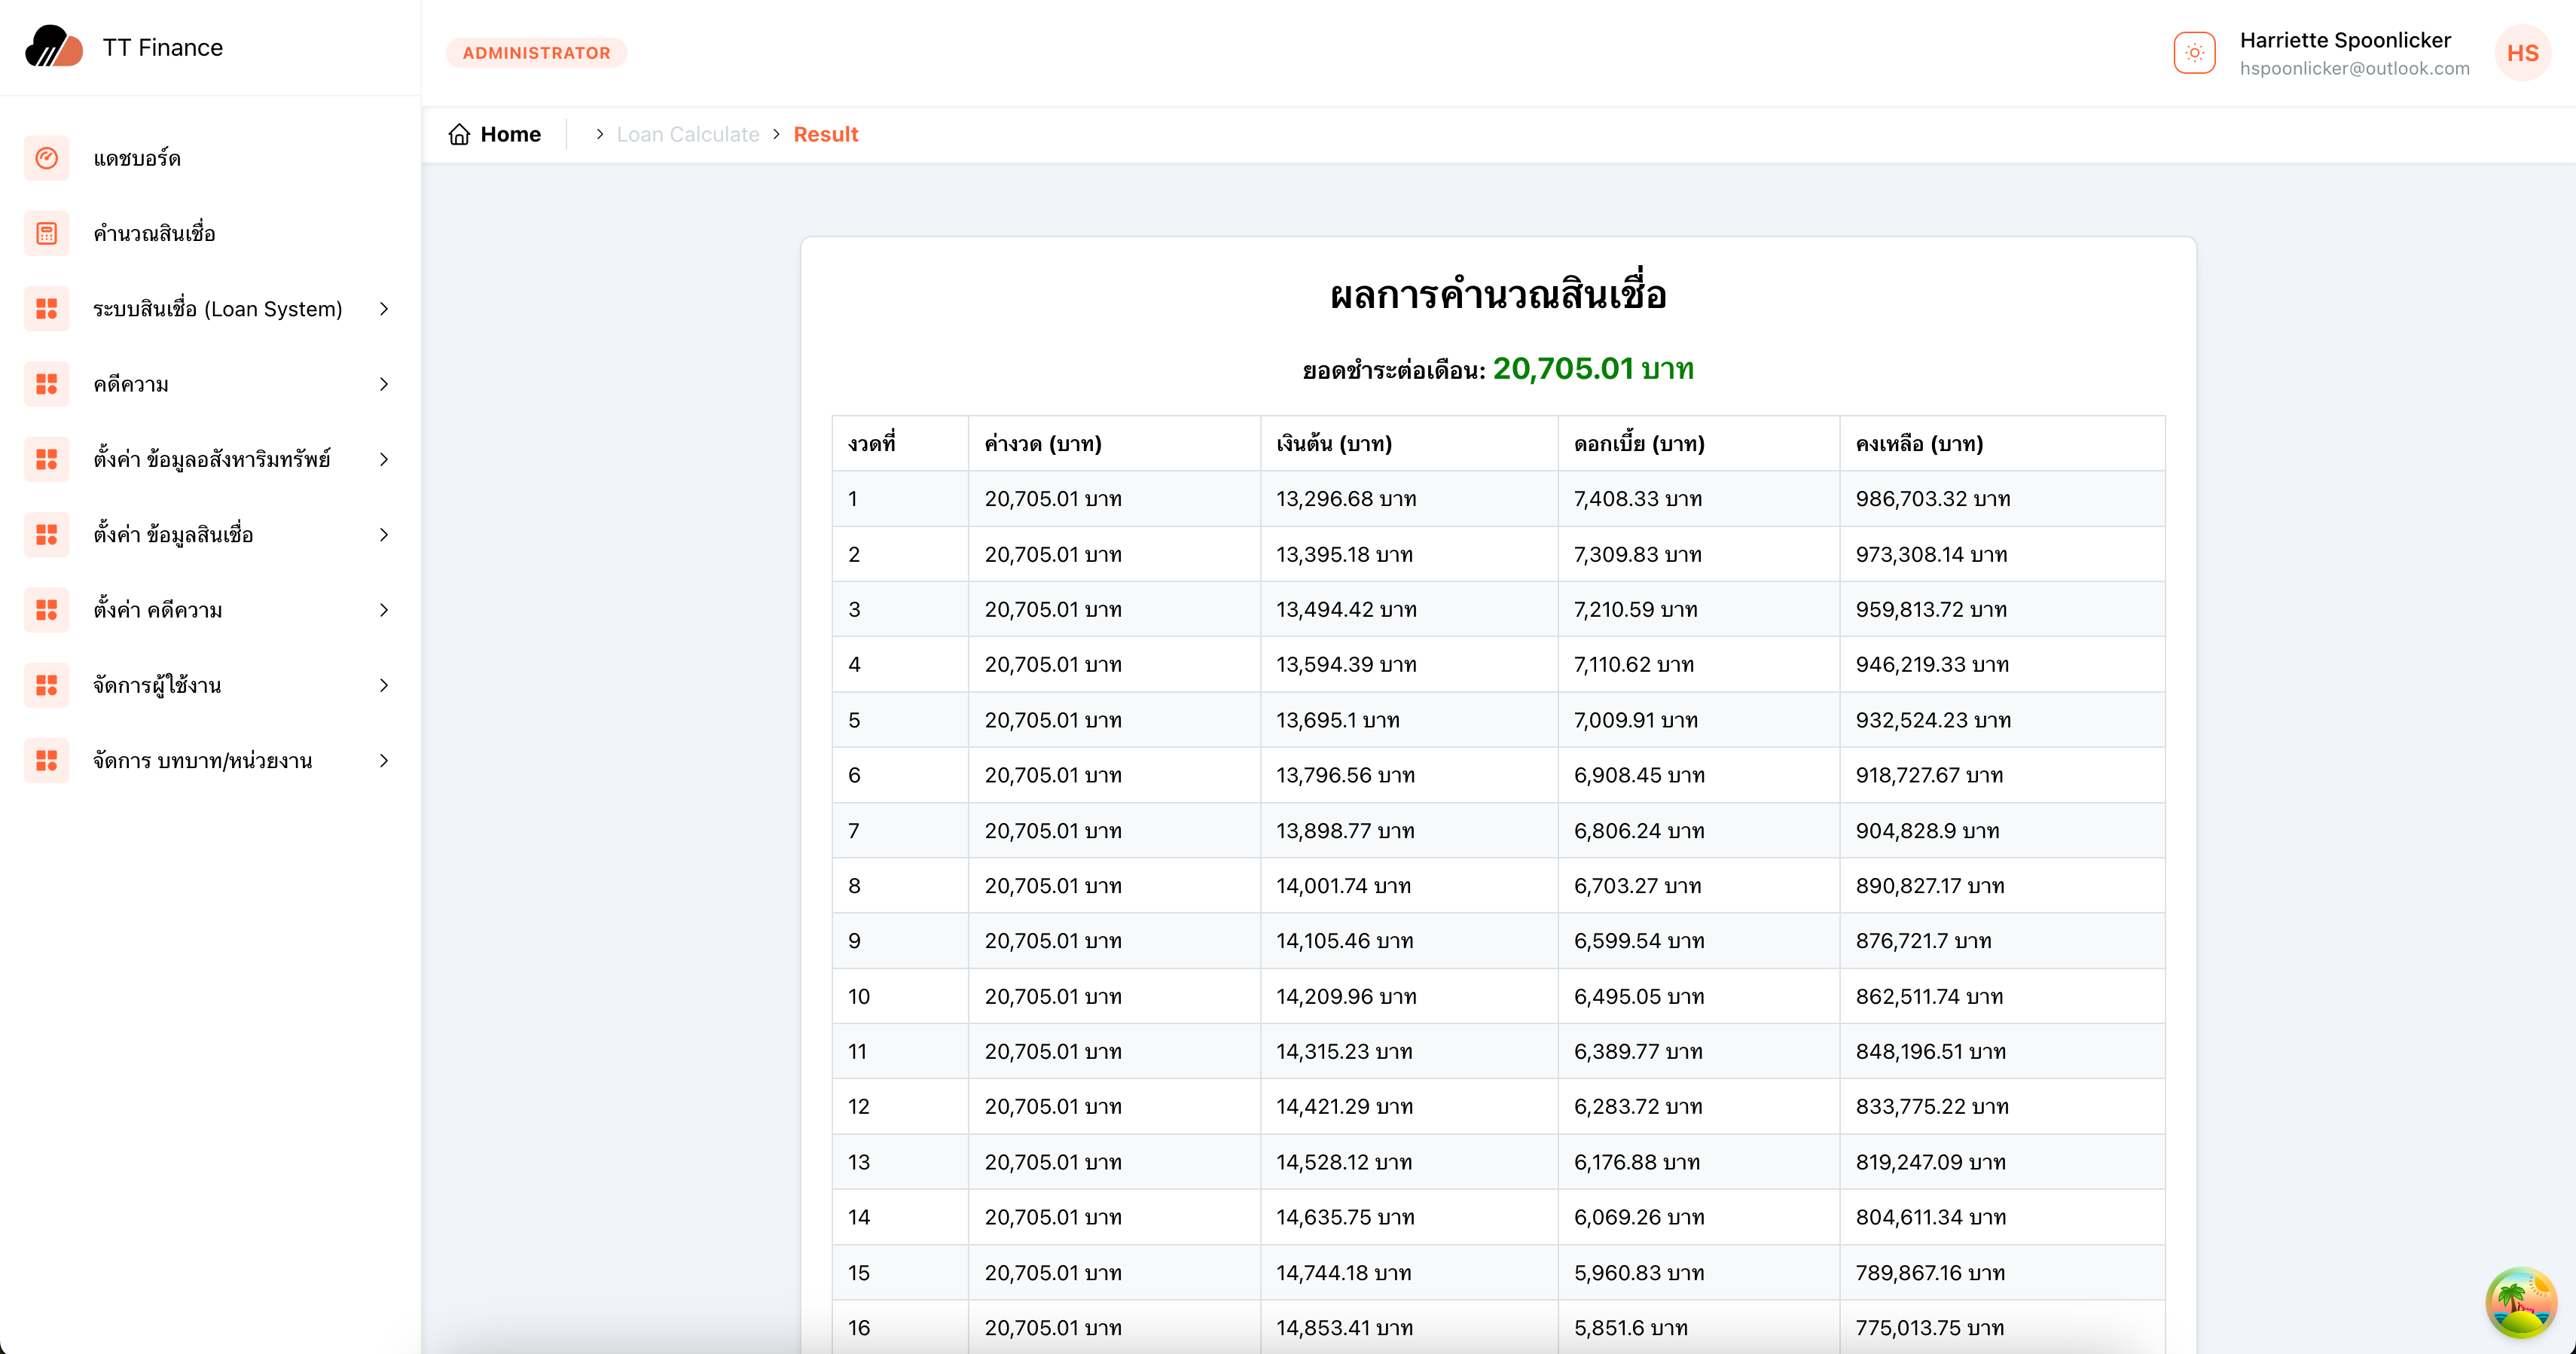 TT Finance
ADMINISTRATOR
Harriette Spoonlicker
hspoonlicker@outlook.com
HS
Home > Loan Calculate > Result
แดชบอร์ด
คำนวณสินเชื่อ
ระบบสินเชื่อ (Loan System)
คดีความ
ตั้งค่า ข้อมูลอสังหาริมทรัพย์
ตั้งค่า ข้อมูลสินเชื่อ
ตั้งค่า คดีความ
จัดการผู้ใช้งาน
จัดการ บทบาท/หน่วยงาน
ผลการคำนวณสินเชื่อ
ยอดชำระต่อเดือน: 20,705.01 บาท
งวดที่ ค่างวด (บาท) เงินต้น (บาท) ดอกเบี้ย (บาท) คงเหลือ (บาท)
1 20,705.01 บาท 13,296.68 บาท 7,408.33 บาท 986,703.32 บาท
2 20,705.01 บาท 13,395.18 บาท 7,309.83 บาท 973,308.14 บาท
3 20,705.01 บาท 13,494.42 บาท 7,210.59 บาท 959,813.72 บาท
4 20,705.01 บาท 13,594.39 บาท 7,110.62 บาท 946,219.33 บาท
5 20,705.01 บาท 13,695.1 บาท 7,009.91 บาท 932,524.23 บาท
6 20,705.01 บาท 13,796.56 บาท 6,908.45 บาท 918,727.67 บาท
7 20,705.01 บาท 13,898.77 บาท 6,806.24 บาท 904,828.9 บาท
8 20,705.01 บาท 14,001.74 บาท 6,703.27 บาท 890,827.17 บาท
9 20,705.01 บาท 14,105.46 บาท 6,599.54 บาท 876,721.7 บาท
10 20,705.01 บาท 14,209.96 บาท 6,495.05 บาท 862,511.74 บาท
11 20,705.01 บาท 14,315.23 บาท 6,389.77 บาท 848,196.51 บาท
12 20,705.01 บาท 14,421.29 บาท 6,283.72 บาท 833,775.22 บาท
13 20,705.01 บาท 14,528.12 บาท 6,176.88 บาท 819,247.09 บาท
14 20,705.01 บาท 14,635.75 บาท 6,069.26 บาท 804,611.34 บาท
15 20,705.01 บาท 14,744.18 บาท 5,960.83 บาท 789,867.16 บาท
16 20,705.01 บาท 14,853.41 บาท 5,851.6 บาท 775,013.75 บาท